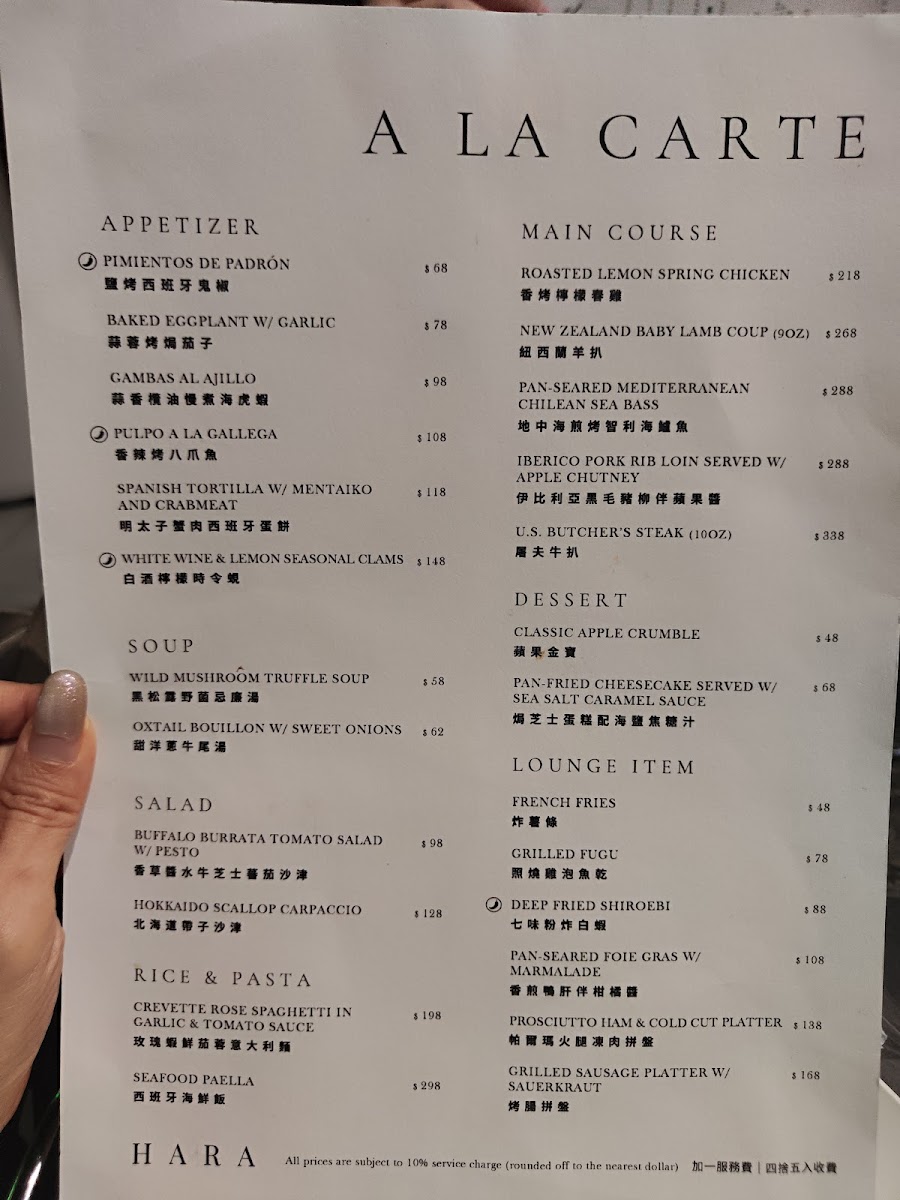 A LA CARTE
APPETIZER
PIMIENTOS DE PADRÓN $ 68
鹽烤西班牙鬼椒
BAKED EGGPLANT W/ GARLIC $ 78
蒜蓉烤焗茄子
GAMBAS AL AJILLO $ 98
蒜香欖油慢煮海虎蝦
PULPO A LA GALLEGA $ 108
香辣烤八爪魚
SPANISH TORTILLA W/ MENTAIKO
AND CRABMEAT $ 118
明太子蟹肉西班牙蛋餅
WHITE WINE & LEMON SEASONAL CLAMS $ 148
白酒檸檬時令蜆
SOUP
WILD MUSHROOM TRUFFLE SOUP $ 58
黑松露野菌忌廉湯
OXTAIL BOUILLON W/ SWEET ONIONS $ 62
甜洋蔥牛尾湯
SALAD
BUFFALO BURRATA TOMATO SALAD
W/ PESTO $ 98
香草醬水牛芝士蕃茄沙津
HOKKAIDO SCALLOP CARPACCIO $ 128
北海道帶子沙津
RICE & PASTA
CREVETTE ROSE SPAGHETTI IN
GARLIC & TOMATO SAUCE $ 198
玫瑰蝦鮮茄蓉意大利麵
SEAFOOD PAELLA $ 298
西班牙海鮮飯
MAIN COURSE
ROASTED LEMON SPRING CHICKEN $ 218
香烤檸檬春雞
NEW ZEALAND BABY LAMB COUP (9OZ) $ 268
紐西蘭羊扒
PAN-SEARED MEDITERRANEAN
CHILEAN SEA BASS $ 288
地中海煎烤智利海鱸魚
IBERICO PORK RIB LOIN SERVED W/
APPLE CHUTNEY $ 288
伊比利亞黑毛豬柳伴蘋果醬
U.S. BUTCHER'S STEAK (10OZ) $ 338
屠夫牛扒
DESSERT
CLASSIC APPLE CRUMBLE $ 48
蘋果金寶
PAN-FRIED CHEESECAKE SERVED W/
SEA SALT CARAMEL SAUCE $ 68
焗芝士蛋糕配海鹽焦糖汁
LOUNGE ITEM
FRENCH FRIES $ 48
炸薯條
GRILLED FUGU $ 78
照燒雞泡魚乾
DEEP FRIED SHIROEBI $ 88
七味粉炸白蝦
PAN-SEARED FOIE GRAS W/
MARMALADE $ 108
香煎鴨肝伴柑橘醬
PROSCIUTTO HAM & COLD CUT PLATTER $ 138
帕爾瑪火腿凍肉拼盤
GRILLED SAUSAGE PLATTER W/
SAUERKRAUT $ 168
烤腸拼盤
HARA
All prices are subject to 10% service charge (rounded off to the nearest dollar) 加一服務費 | 四捨五入收費